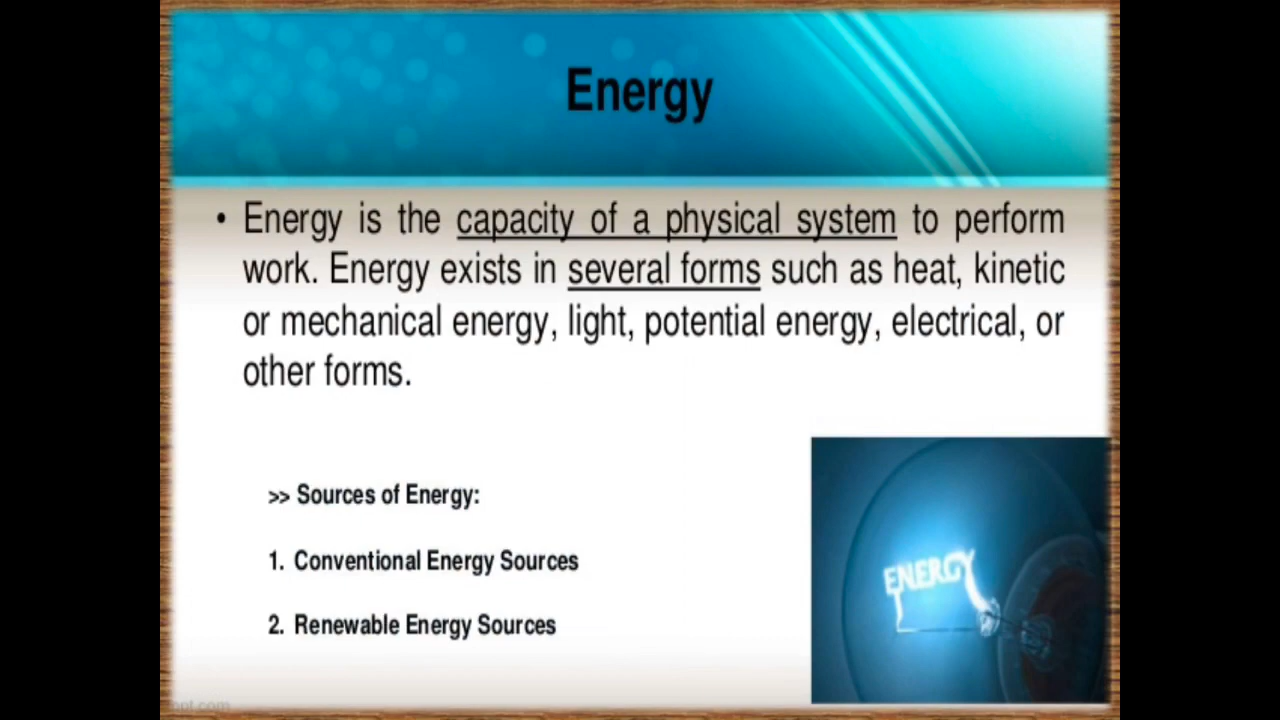 Energy
• Energy is the capacity of a physical system to perform
work. Energy exists in several forms such as heat, kinetic
or mechanical energy, light, potential energy, electrical, or
other forms.
>> Sources of Energy:
1. Conventional Energy Sources
ENERGY
2. Renewable Energy Sources